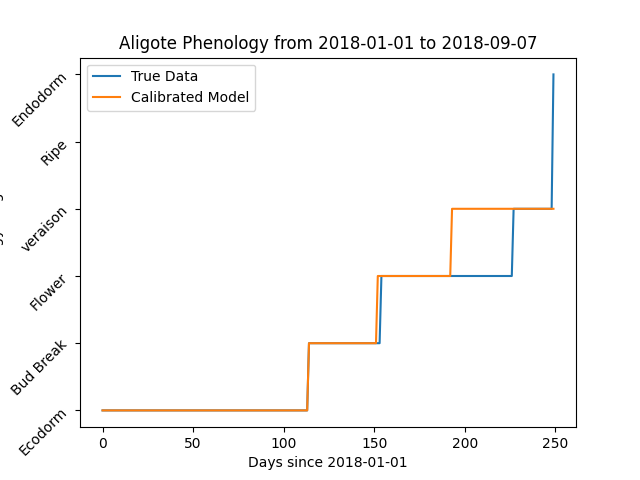 Aligote Phenology from 2018-01-01 to 2018-09-07
True Data
Calibrated Model
Endodorm
Ripe
veraison
Flower
Bud Break
Ecodorm
0 50 100 150 200 250
Days since 2018-01-01